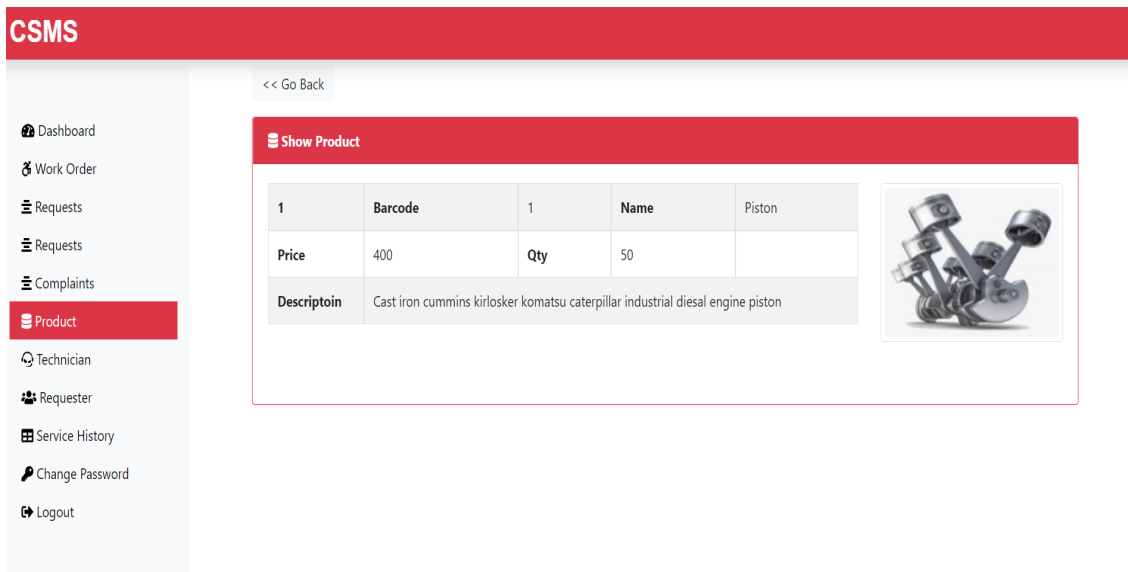 CSMS
<< Go Back
Dashboard
Work Order
Requests
Requests
Complaints
Product
Technician
Requester
Service History
Change Password
Logout
Show Product
1 Barcode 1 Name Piston
Price 400 Qty 50
Descriptoin Cast iron cummins kirlosker komatsu caterpillar industrial diesal engine piston